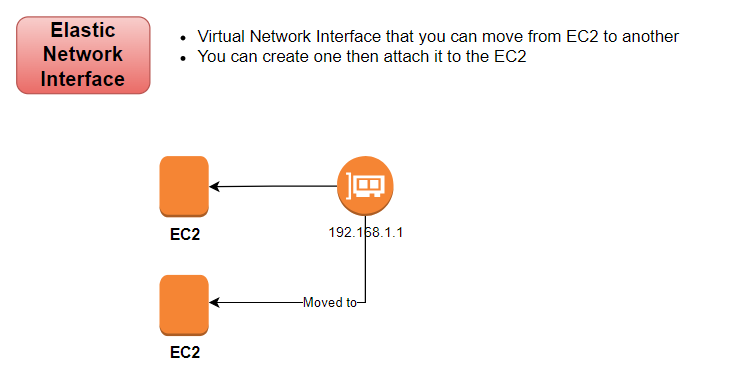 Elastic
Network
Interface
Virtual Network Interface that you can move from EC2 to another
You can create one then attach it to the EC2
EC2
192.168.1.1
Moved to
EC2